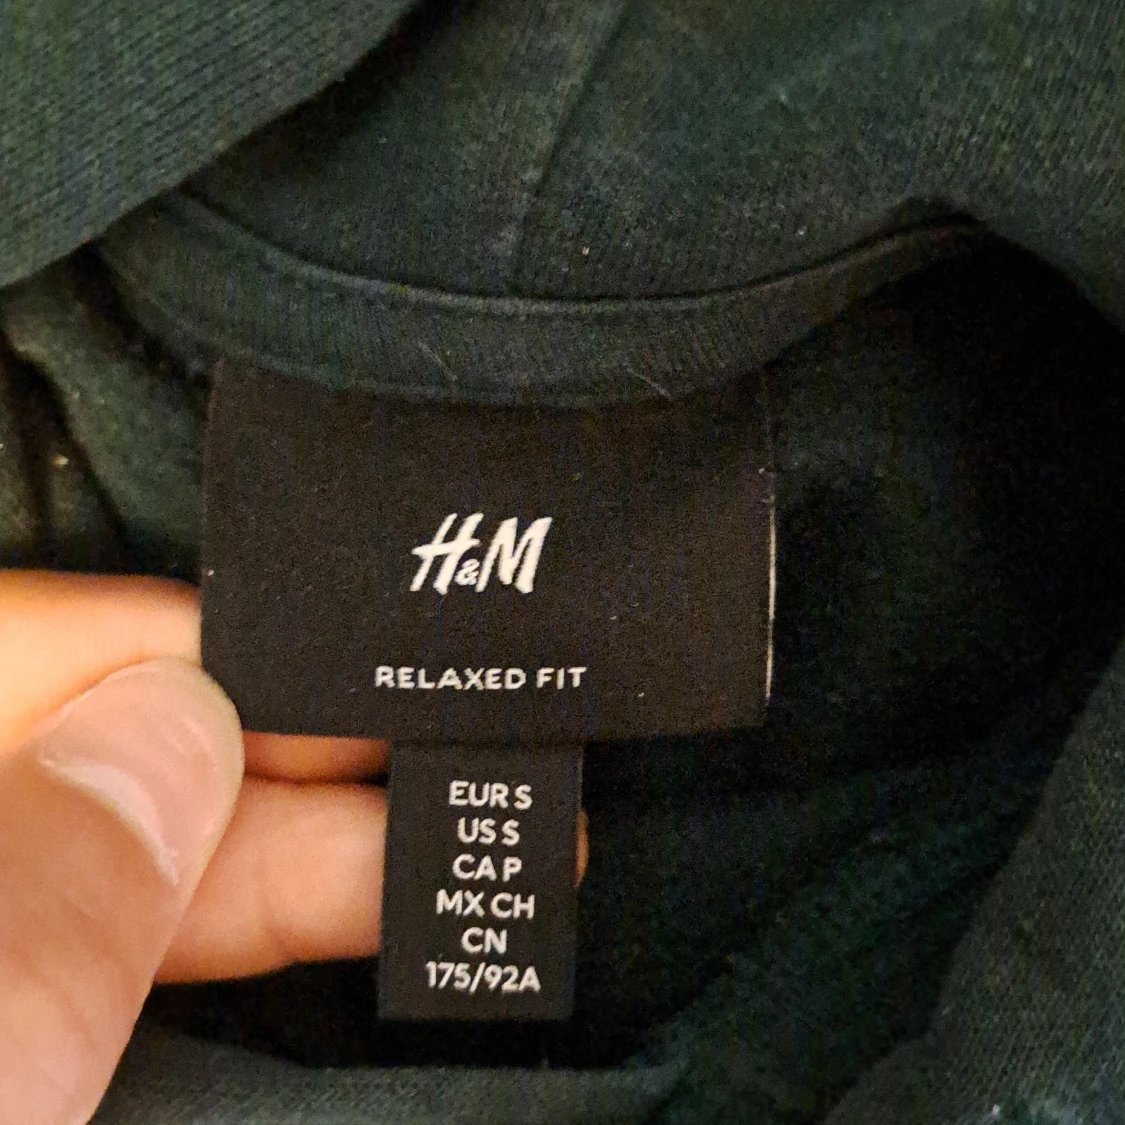 H&M
RELAXED FIT
EUR S
US S
CA P
MX CH
CN
175/92A